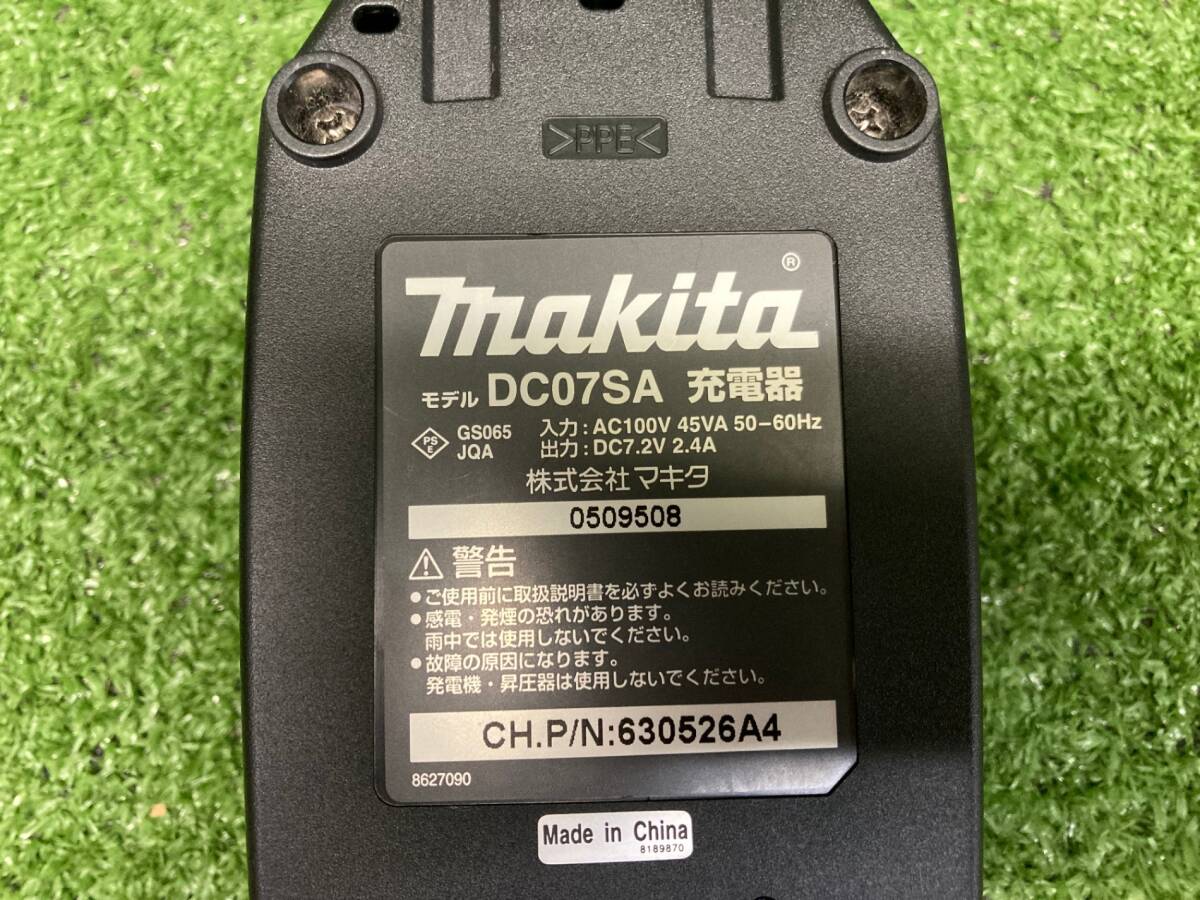 >PPE<
makita®
モデル DC07SA 充電器
PS E GS065 JQA
入力:AC100V 45VA 50-60Hz
出力:DC7.2V 2.4A
株式会社マキタ
0509508
警告
●ご使用前に取扱説明書を必ずよくお読みください。
●感電・発煙の恐れがあります。
雨中では使用しないでください。
●故障の原因になります。
発電機・昇圧器は使用しないでください。
CH.P/N:630526A4
8627090
Made in China
8189870